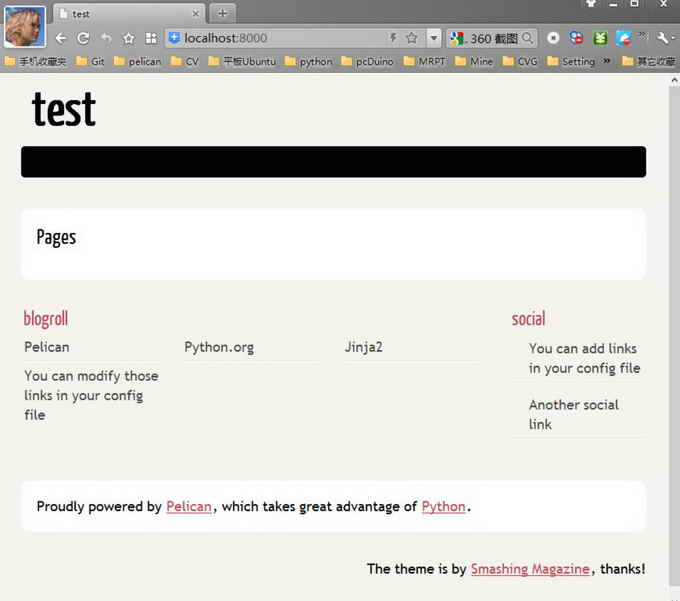 test
localhost:8000
360 截图
手机收藏夹 Git pelican CV 平板Ubuntu python pcDuino MRPT Mine CVG Setting » 其它收藏
test
Pages
blogroll social
Pelican Python.org Jinja2
You can add links
in your config file
You can modify those
links in your config
file
Another social
link
Proudly powered by Pelican, which takes great advantage of Python.
The theme is by Smashing Magazine, thanks!